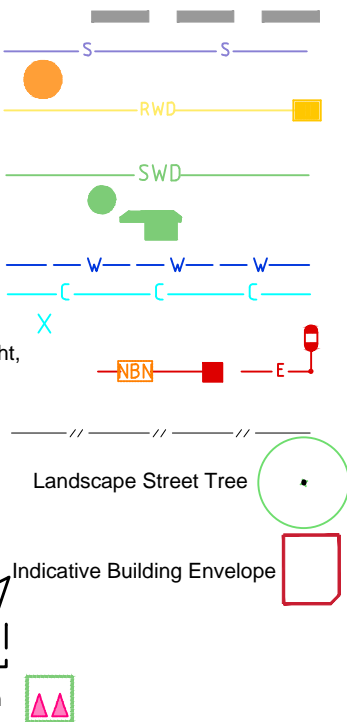 S S
RWD
SWD
W W W
C C C
X
ht,
NBN E
// // //
Landscape Street Tree
Indicative Building Envelope